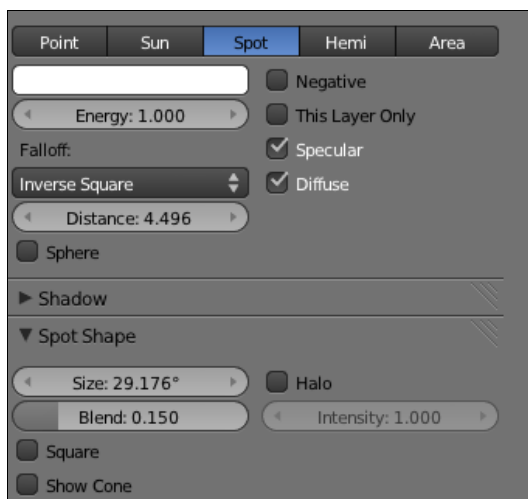 Point Sun Spot Hemi Area
Negative
Energy: 1.000 This Layer Only
Falloff: Specular
Inverse Square Diffuse
Distance: 4.496
Sphere
Shadow
Spot Shape
Size: 29.176° Halo
Blend: 0.150 Intensity: 1.000
Square
Show Cone